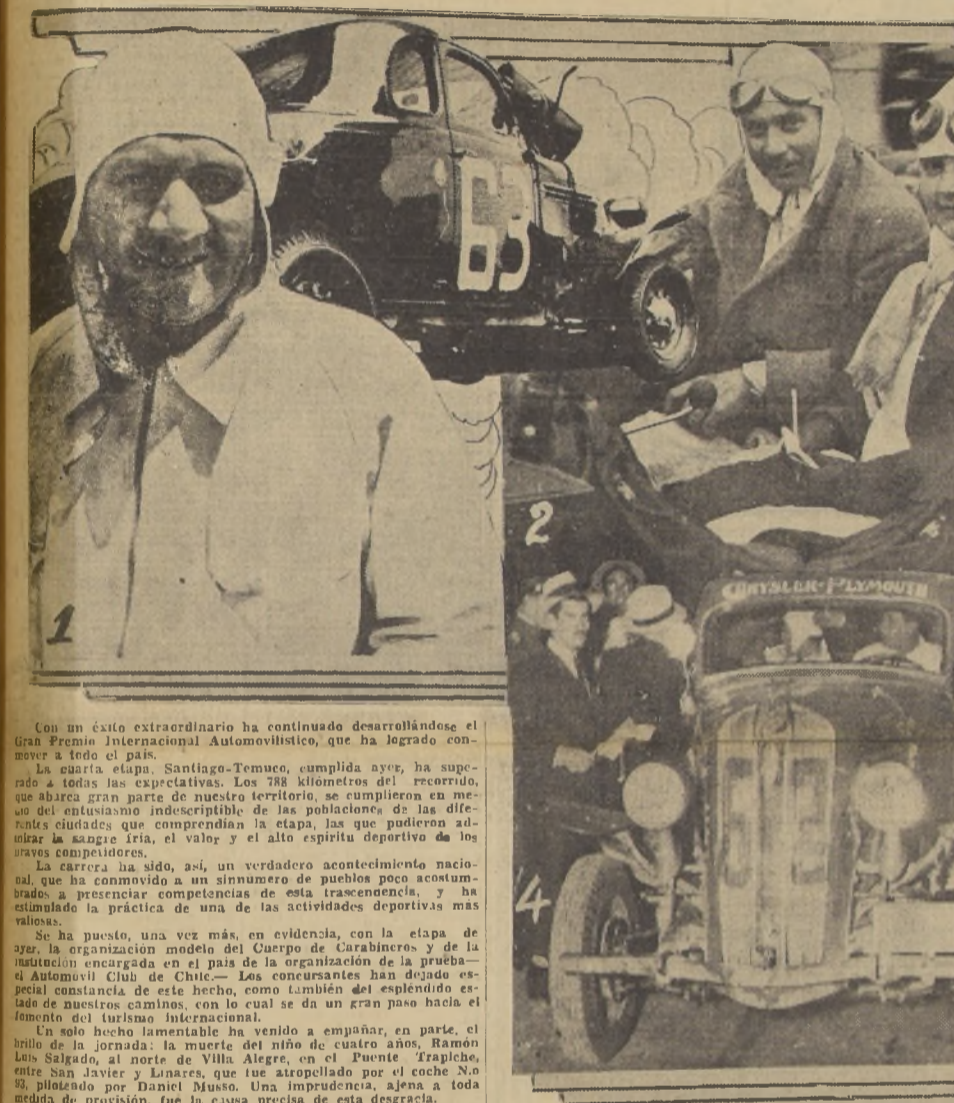 63
1
2
CHRYSLER-PLYMOUTH
4
Con un éxito extraordinario ha continuado desarrollándose el
Gran Premio Internacional Automovilístico, que ha logrado con-
mover a todo el país.
La cuarta etapa, Santiago-Temuco, cumplida ayer, ha supe-
rado a todas las expectativas. Los 788 kilómetros del recorrido,
que abarca gran parte de nuestro territorio, se cumplieron en me-
dio del entusiasmo indescriptible de las poblaciones de las dife-
rentes ciudades que comprendían la etapa, las que pudieron ad-
mirar la sangre fría, el valor y el alto espíritu deportivo de los
bravos competidores.
La carrera ha sido, así, un verdadero acontecimiento nacio-
nal, que ha conmovido a un sinnumero de pueblos poco acostum-
brados a presenciar competencias de esta trascendencia, y ha
estimulado la práctica de una de las actividades deportivas más
valiosas.
Se ha puesto, una vez más, en evidencia, con la etapa de
ayer, la organización modelo del Cuerpo de Carabineros y de la
institución encargada en el país de la organización de la prueba—
el Automóvil Club de Chile.— Los concursantes han dejado es-
pecial constancia de este hecho, como también del espléndido es-
tado de nuestros caminos, con lo cual se da un gran paso hacia el
fomento del turismo internacional.
Un solo hecho lamentable ha venido a empañar, en parte, el
brillo de la jornada: la muerte del niño de cuatro años, Ramón
Luis Salgado, al norte de Villa Alegre, en el Puente Trapiche,
entre San Javier y Linares, que fue atropellado por el coche N.o
93, piloteado por Daniel Musso. Una imprudencia, ajena a toda
medida de previsión, fué la causa precisa de esta desgracia.